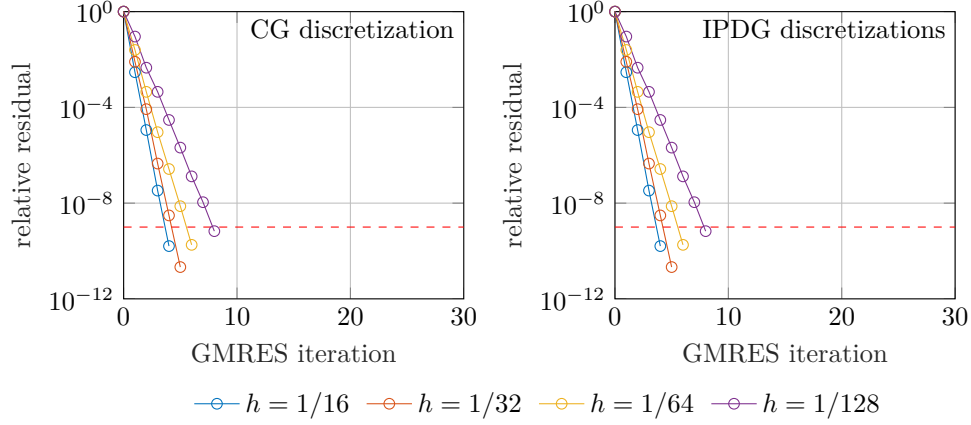 CG discretization
10^0
10^{-4}
10^{-8}
10^{-12}
relative residual
0 10 20 30
GMRES iteration
IPDG discretizations
10^0
10^{-4}
10^{-8}
10^{-12}
relative residual
0 10 20 30
GMRES iteration
h = 1/16 h = 1/32 h = 1/64 h = 1/128